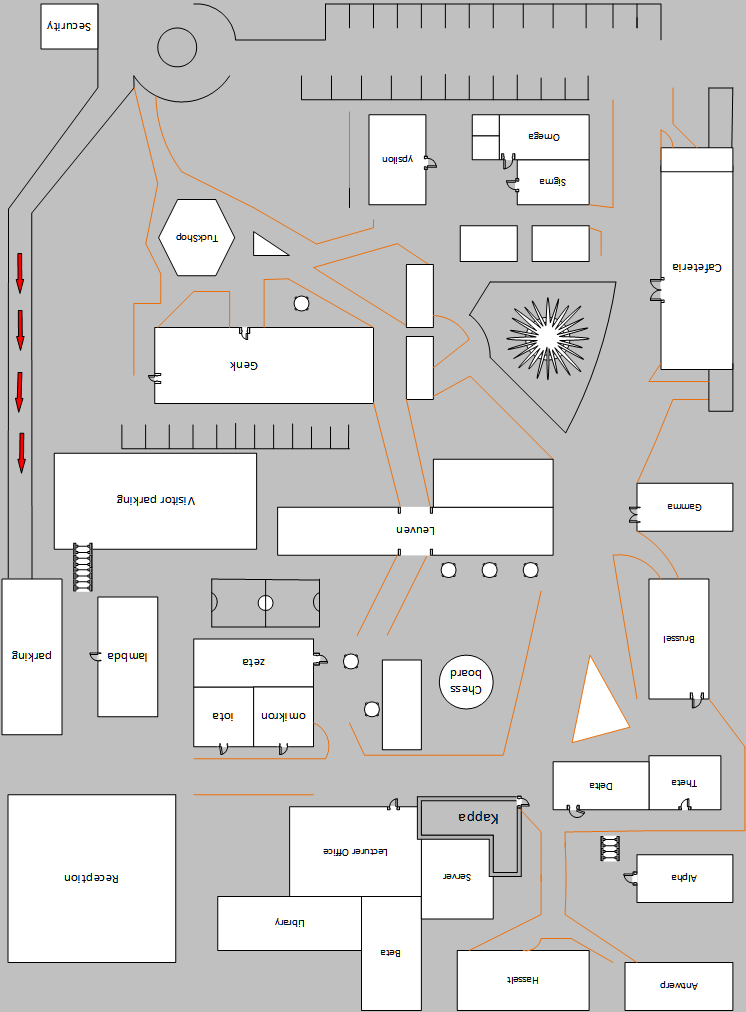 Security
Omega
ypsilon
Sigma
TuckShop
Cafeteria
Genk
Visitor parking
Gamma
Leuven
Brussel
parking
lambda
zeta
Chess
board
iota
omikron
Delta
Theta
Kappa
Lecturer Office
Server
Alpha
Reception
Library
Beta
Hasselt
Antwerp